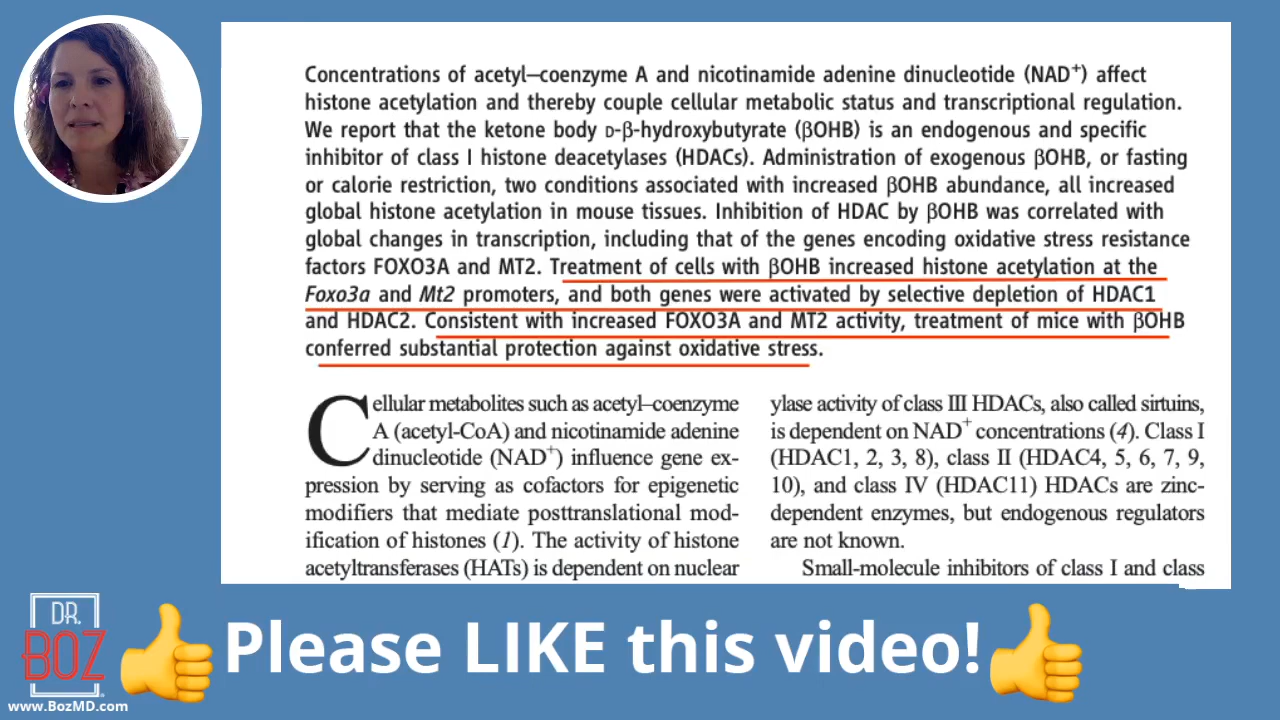 Concentrations of acetyl–coenzyme A and nicotinamide adenine dinucleotide (NAD⁺) affect
histone acetylation and thereby couple cellular metabolic status and transcriptional regulation.
We report that the ketone body D-β-hydroxybutyrate (βOHB) is an endogenous and specific
inhibitor of class I histone deacetylases (HDACs). Administration of exogenous βOHB, or fasting
or calorie restriction, two conditions associated with increased βOHB abundance, all increased
global histone acetylation in mouse tissues. Inhibition of HDAC by βOHB was correlated with
global changes in transcription, including that of the genes encoding oxidative stress resistance
factors FOXO3A and MT2. Treatment of cells with βOHB increased histone acetylation at the
Foxo3a and Mt2 promoters, and both genes were activated by selective depletion of HDAC1
and HDAC2. Consistent with increased FOXO3A and MT2 activity, treatment of mice with βOHB
conferred substantial protection against oxidative stress.
Cellular metabolites such as acetyl–coenzyme
A (acetyl-CoA) and nicotinamide adenine
dinucleotide (NAD⁺) influence gene ex-
pression by serving as cofactors for epigenetic
modifiers that mediate posttranslational mod-
ification of histones (1). The activity of histone
acetyltransferases (HATs) is dependent on nuclear
ylase activity of class III HDACs, also called sirtuins,
is dependent on NAD⁺ concentrations (4). Class I
(HDAC1, 2, 3, 8), class II (HDAC4, 5, 6, 7, 9,
10), and class IV (HDAC11) HDACs are zinc-
dependent enzymes, but endogenous regulators
are not known.
Small-molecule inhibitors of class I and class
DR.
BOZ
www.BozMD.com
Please LIKE this video!